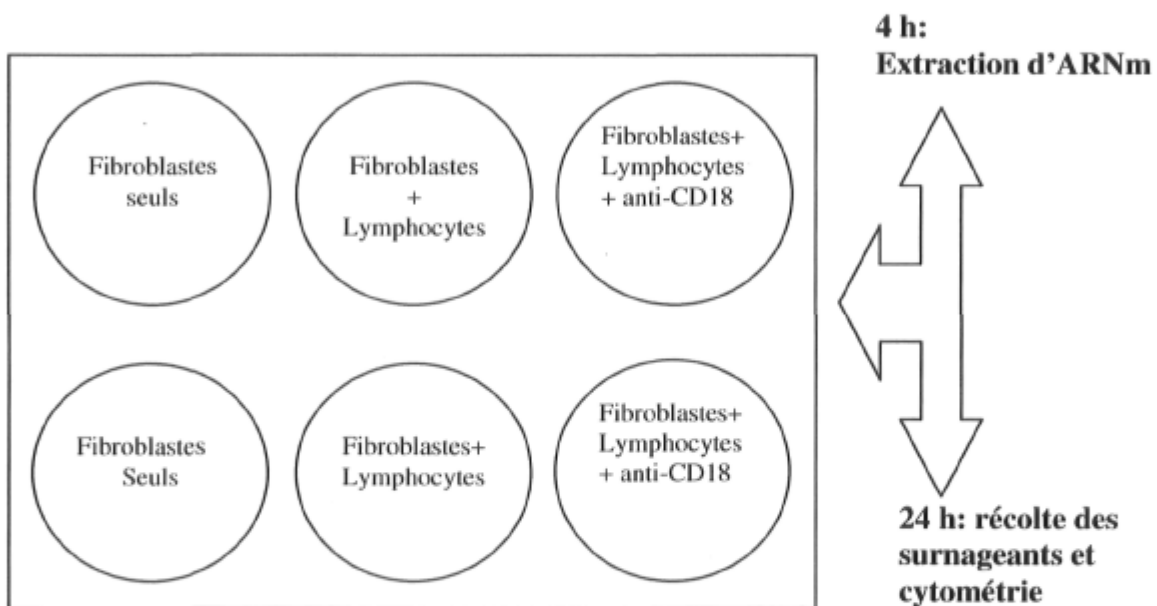 4 h:
Extraction d'ARNm
Fibroblastes
seuls
Fibroblastes
+
Lymphocytes
Fibroblastes+
Lymphocytes
+ anti-CD18
Fibroblastes
Seuls
Fibroblastes+
Lymphocytes
Fibroblastes+
Lymphocytes
+ anti-CD18
24 h: récolte des
surnageants et
cytométrie